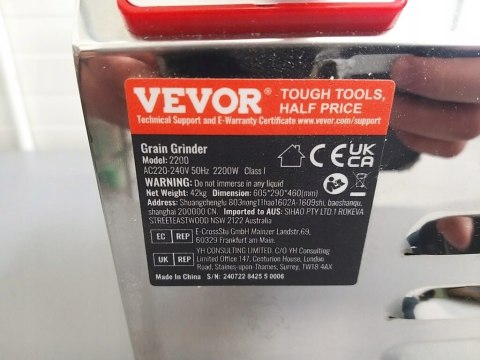 VEVOR® TOUGH TOOLS, HALF PRICE
Technical Support and E-Warranty Certificate www.vevor.com/support
Grain Grinder
Model: 2200
AC220-240V 50Hz 2200W Class I
WARNING: Do not immerse in any liquid
Net Weight: 42kg Dimension: 605*290*460(mm)
Address: Shuangchenglu 803nong11hao1602A-1609shi, baoshanqu,
shanghai 200000 CN. Imported to AUS: SIHAO PTY LTD.1 ROKEVA
STREETEASTWOOD NSW 2122 Australia
EC REP E-CrossStu GmbH Mainzer Landstr.69,
60329 Frankfurt am Main.
UK REP YH CONSULTING LIMITED. C/O YH Consulting
Limited Office 147, Centurion House, London
Road, Staines-upon-Thames, Surrey, TW18 4AX
Made In China S/N: 240722 8425 S 0006
CE UK CA